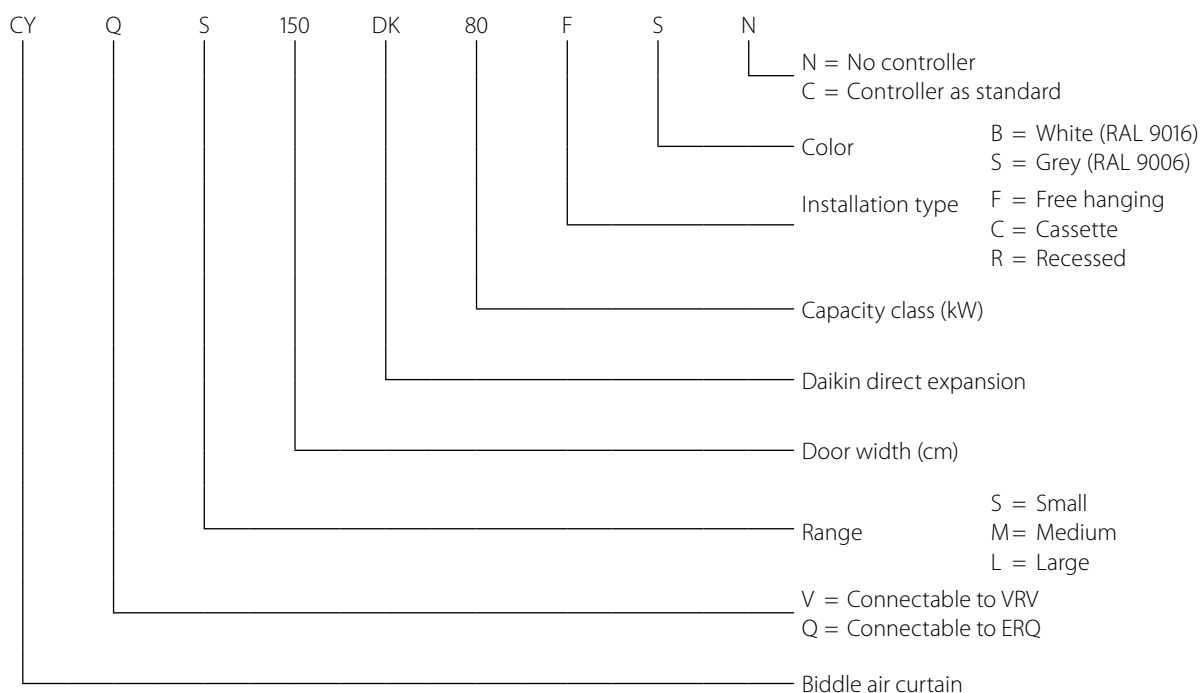 CY Q S 150 DK 80 F S N
N = No controller
C = Controller as standard
Color
B = White (RAL 9016)
S = Grey (RAL 9006)
Installation type
F = Free hanging
C = Cassette
R = Recessed
Capacity class (kW)
Daikin direct expansion
Door width (cm)
Range
S = Small
M= Medium
L = Large
V = Connectable to VRV
Q = Connectable to ERQ
Biddle air curtain